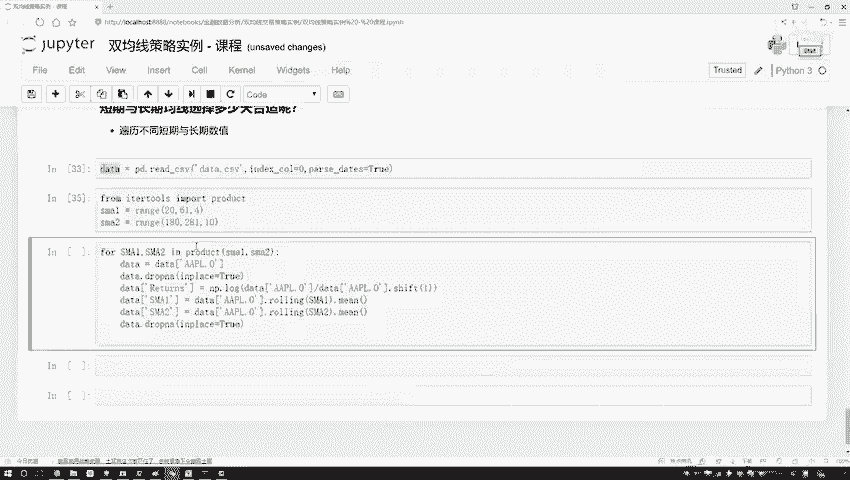 双均线策略实例 - 课程
http://localhost:8888/notebooks/金融数据分析/双均线交易策略实例/双均线策略实例%20-%20课程.ipynb
jupyter 双均线策略实例 - 课程 (unsaved changes)
File Edit View Insert Cell Kernel Widgets Help
Trusted Python 3
Code
短期与长期均线选择多少天合适呢?
遍历不同短期与长期数值
In [33]: data = pd.read_csv('data.csv',index_col=0,parse_dates=True)
In [35]: from itertools import product
sma1 = range(20,61,4)
sma2 = range(180,281,10)
In [ ]: for SMA1,SMA2 in product(sma1,sma2):
data = data['AAPL.O']
data.dropna(inplace=True)
data['Returns'] = np.log(data['AAPL.O']/data['AAPL.O'].shift(1))
data['SMA1'] = data['AAPL.O'].rolling(SMA1).mean()
data['SMA2'] = data['AAPL.O'].rolling(SMA2).mean()
data.dropna(inplace=True)
In [ ]:
In [ ]: